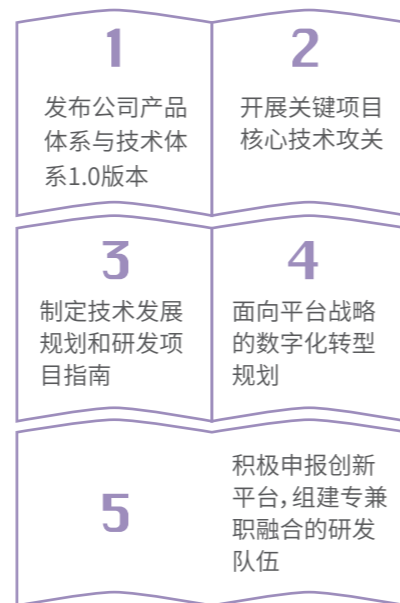 1
发布公司产品
体系与技术体
系1.0版本
2
开展关键项目
核心技术攻关
3
制定技术发展
规划和研发项
目指南
4
面向平台战略
的数字化转型
规划
5
积极申报创新
平台，组建专兼
职融合的研发
队伍